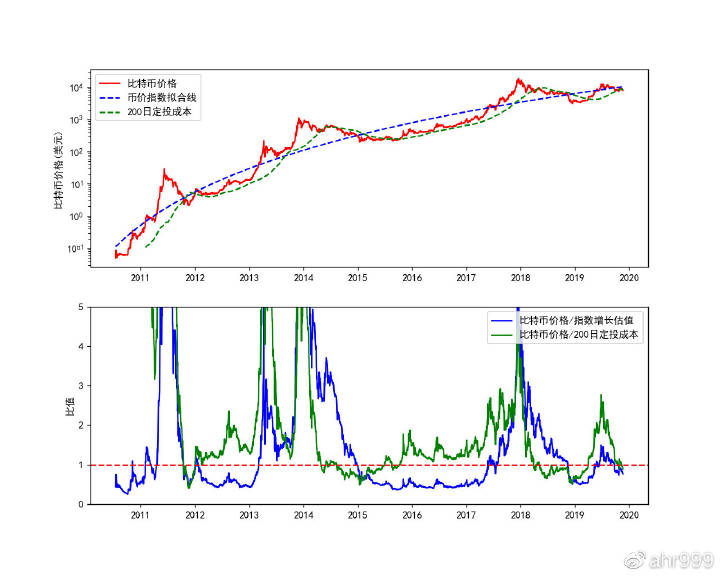 比特币价格
币价指数拟合线
200日定投成本
比特币价格(美元)
10⁴
10³
10²
10¹
10⁰
10⁻¹
2011 2012 2013 2014 2015 2016 2017 2018 2019 2020
比特币价格/指数增长估值
比特币价格/200日定投成本
比值
5
4
3
2
1
0
2011 2012 2013 2014 2015 2016 2017 2018 2019 2020
ahr999